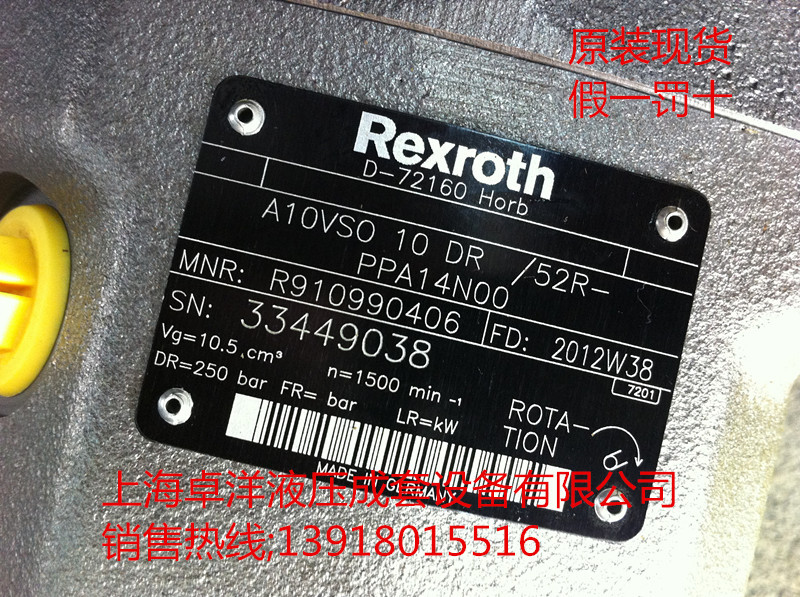 原装现货
假一罚十
Rexroth
D-72160 Horb
A10VSO 10 DR /52R-
PPA14N00
MNR: R910990406 FD: 2012W38
SN: 33449038
7201
Vg=10.5 cm³ n=1500 min⁻¹
DR=250 bar FR= bar LR=kW
ROTA-
TION
MADE IN GERMANY
上海卓洋液压成套设备有限公司
销售热线;13918015516